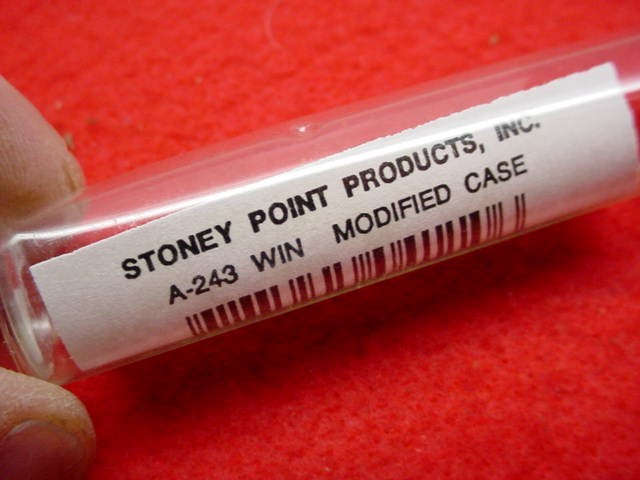 STONEY POINT PRODUCTS, INC.
A-243 WIN MODIFIED CASE